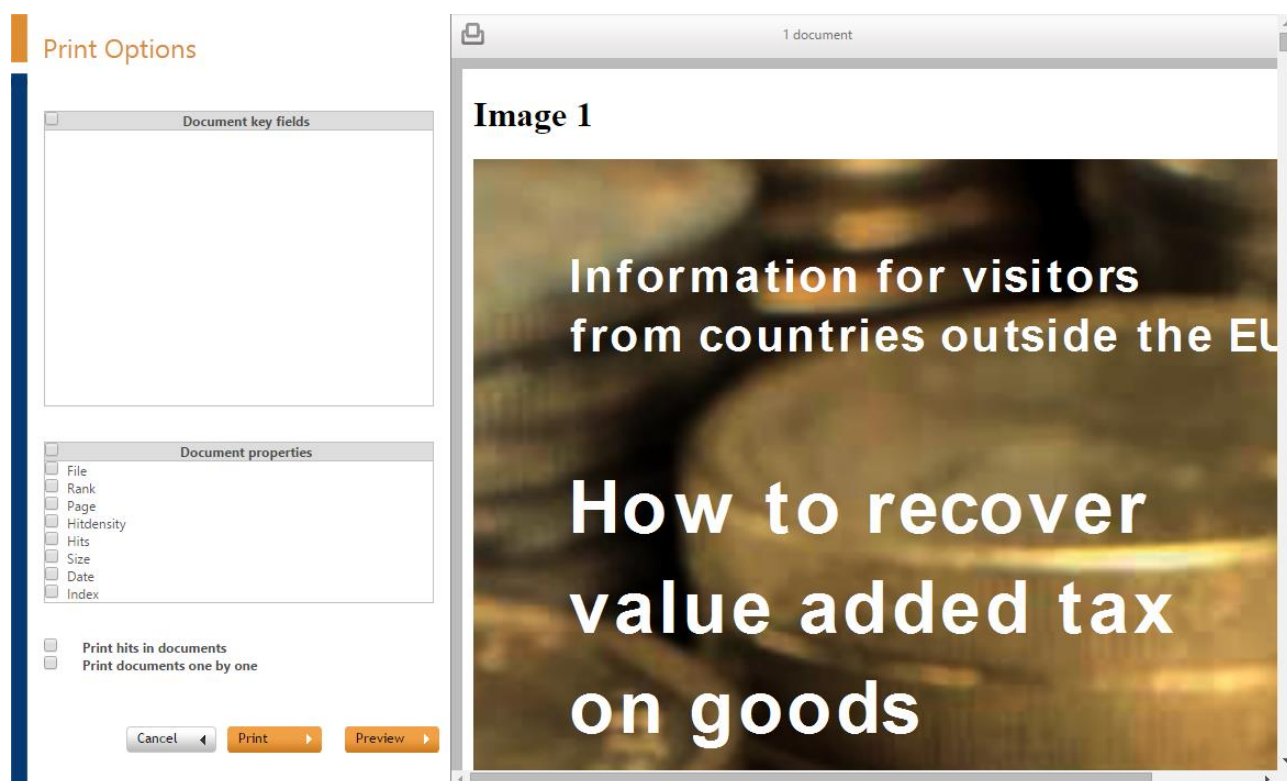 Print Options
Document key fields
Document properties
File
Rank
Page
Hitdensity
Hits
Size
Date
Index
Print hits in documents
Print documents one by one
Cancel
Print
Preview
1 document
Image 1
Information for visitors
from countries outside the EU
How to recover
value added tax
on goods